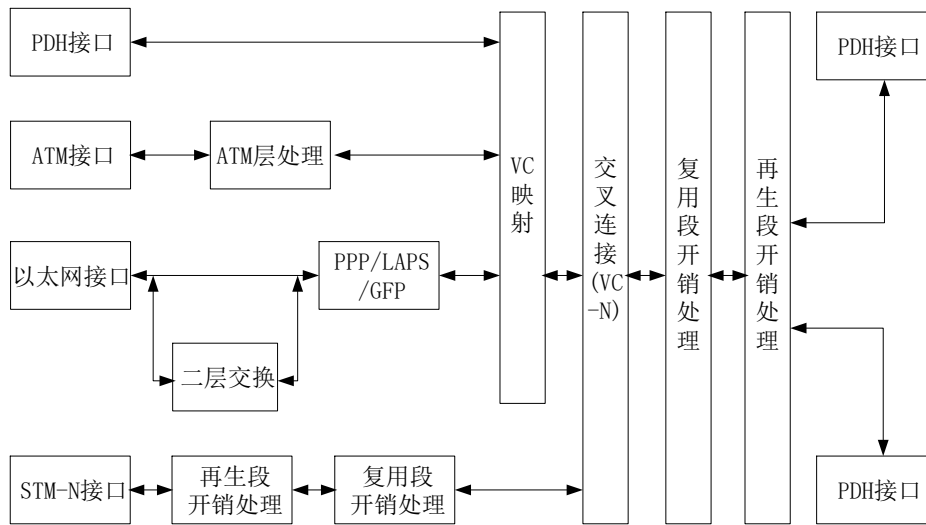 PDH接口
PDH接口
ATM接口
ATM层处理
VC
映
射
交
叉
连
接
(VC
-N)
复
用
段
开
销
处
理
再
生
段
开
销
处
理
以太网接口
PPP/LAPS
/GFP
二层交换
STM-N接口
再生段
开销处理
复用段
开销处理
PDH接口